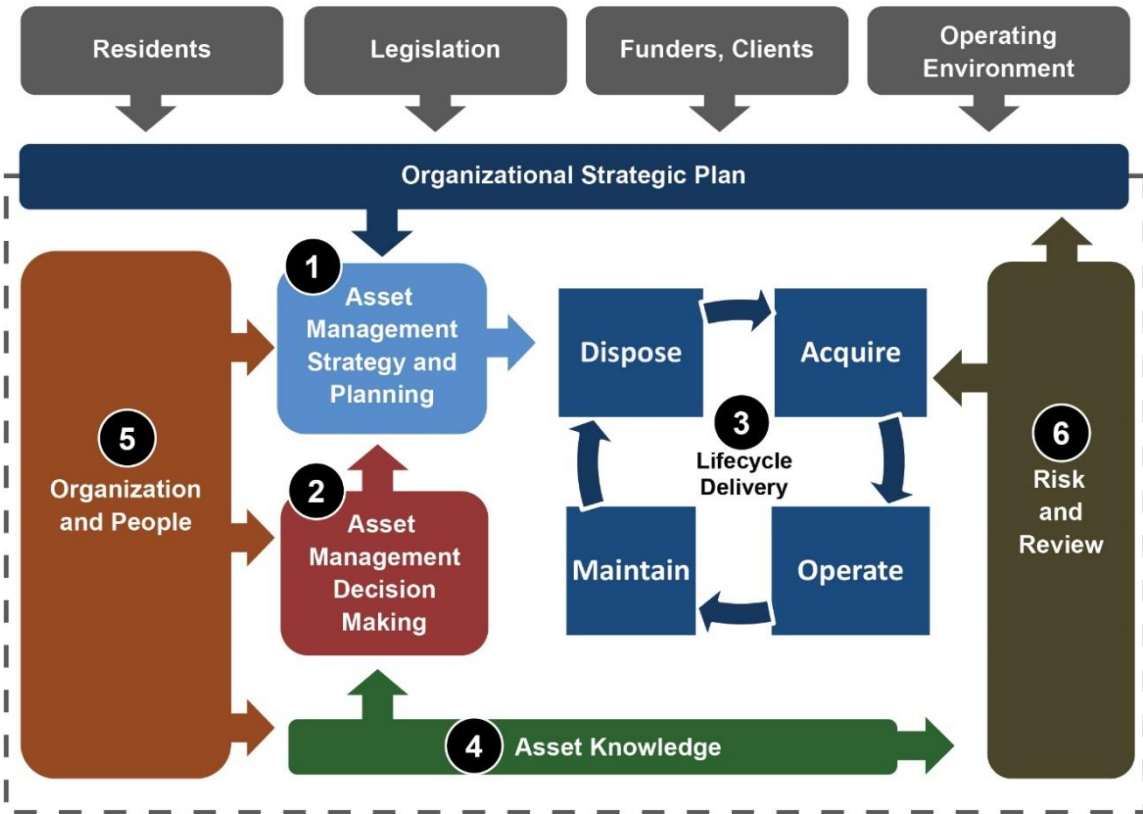 Residents
Legislation
Funders, Clients
Operating
Environment
Organizational Strategic Plan
1
Asset
Management
Strategy and
Planning
2
Asset
Management
Decision
Making
Dispose
Acquire
3
Lifecycle
Delivery
Maintain
Operate
4
Asset Knowledge
5
Organization
and People
6
Risk
and
Review